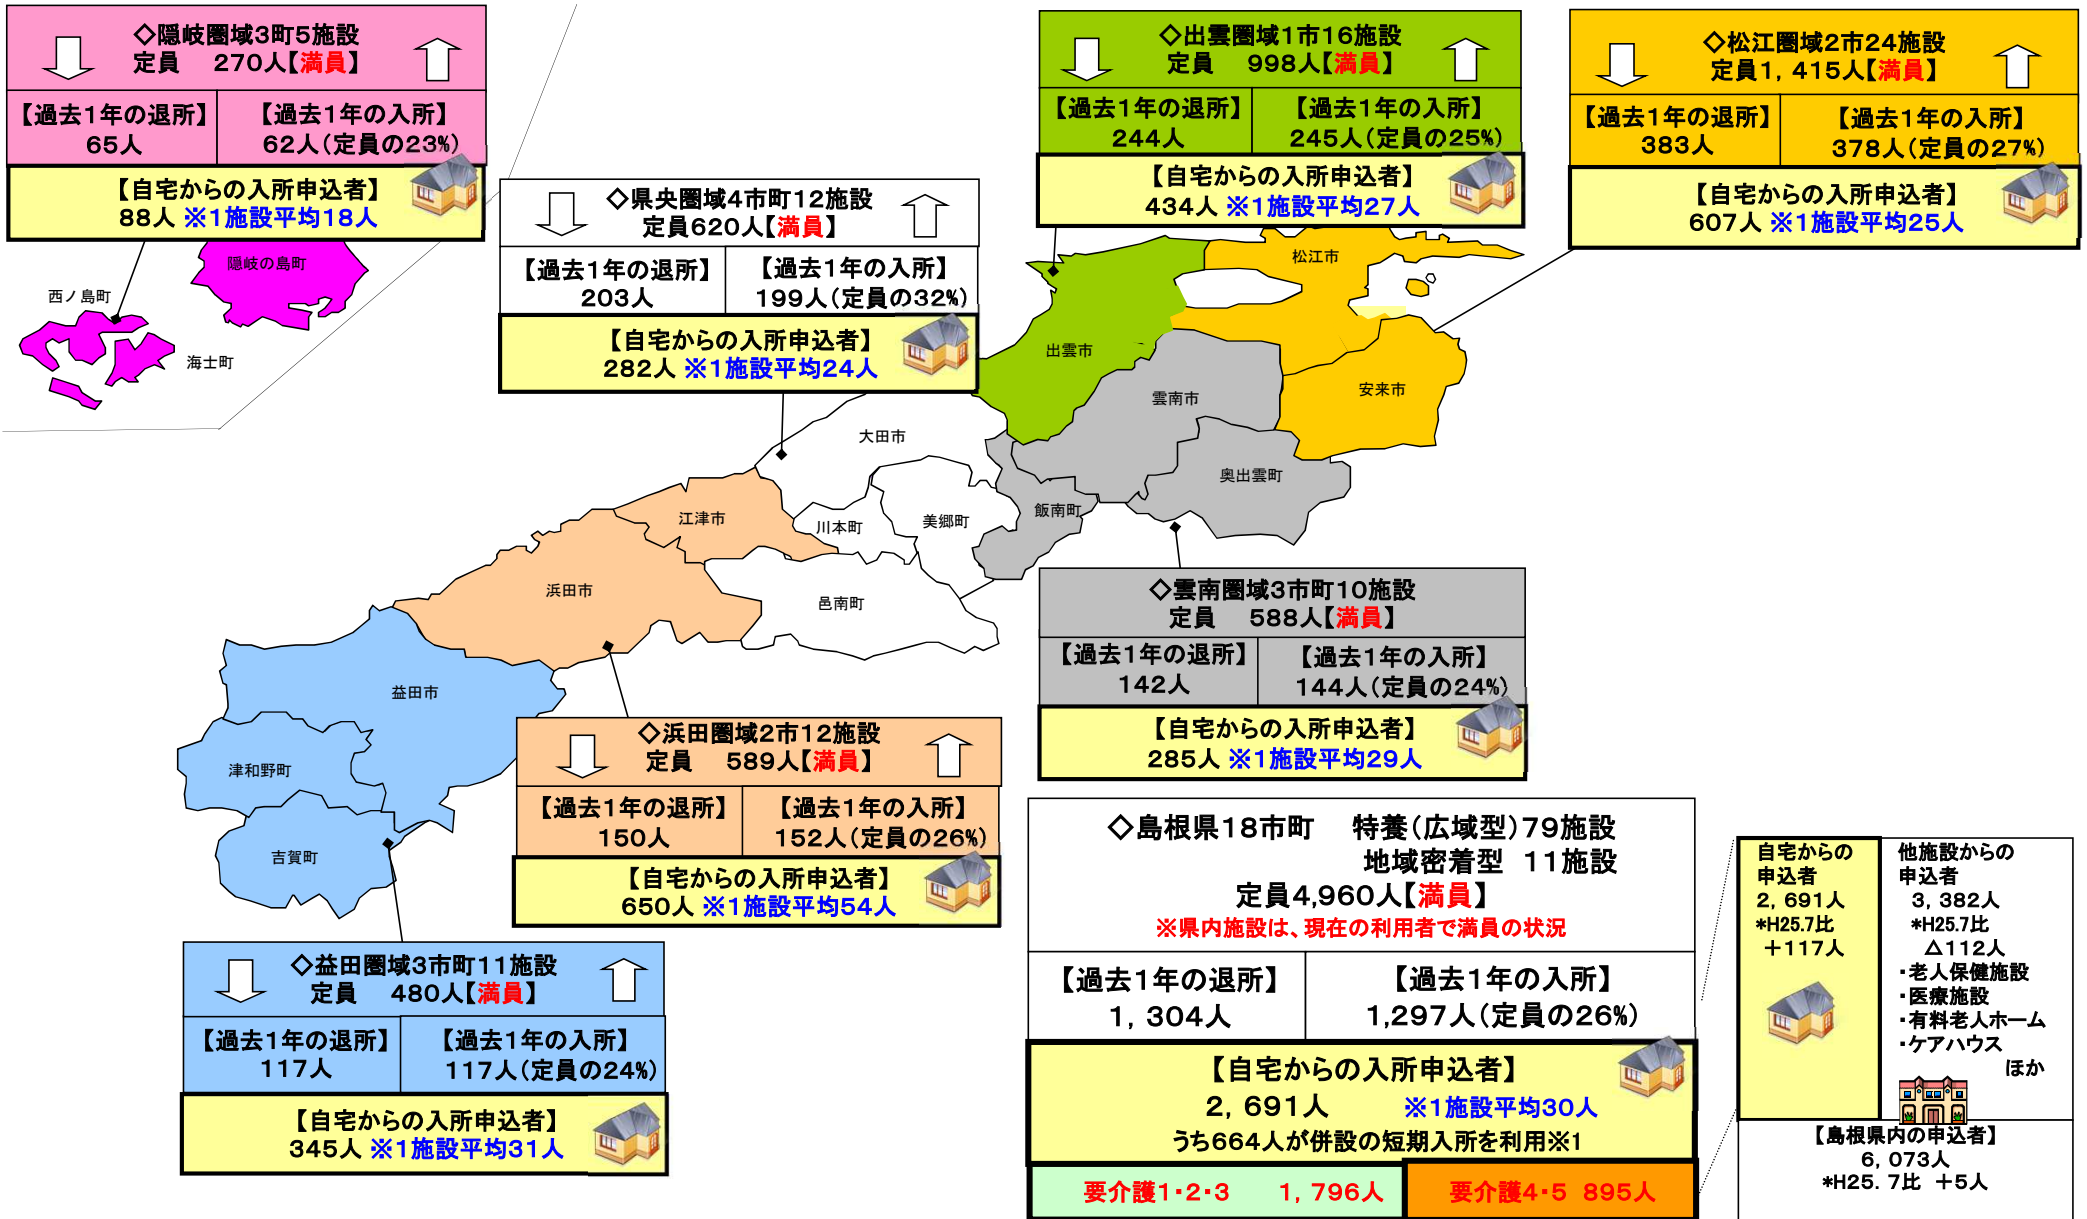 ◇隠岐圏域3町5施設
定員 270人【満員】
【過去1年の退所】
65人
【過去1年の入所】
62人(定員の23%)
【自宅からの入所申込者】
88人 ※1施設平均18人
◇県央圏域4市町12施設
定員620人【満員】
【過去1年の退所】
203人
【過去1年の入所】
199人(定員の32%)
【自宅からの入所申込者】
282人 ※1施設平均24人
◇出雲圏域1市16施設
定員 998人【満員】
【過去1年の退所】
244人
【過去1年の入所】
245人(定員の25%)
【自宅からの入所申込者】
434人 ※1施設平均27人
◇松江圏域2市24施設
定員1,415人【満員】
【過去1年の退所】
383人
【過去1年の入所】
378人(定員の27%)
【自宅からの入所申込者】
607人 ※1施設平均25人
隠岐の島町
西ノ島町
海士町
松江市
出雲市
安来市
雲南市
大田市
奥出雲町
飯南町
江津市
川本町
美郷町
浜田市
邑南町
益田市
津和野町
吉賀町
◇雲南圏域3市町10施設
定員 588人【満員】
【過去1年の退所】
142人
【過去1年の入所】
144人(定員の24%)
【自宅からの入所申込者】
285人 ※1施設平均29人
◇浜田圏域2市12施設
定員 589人【満員】
【過去1年の退所】
150人
【過去1年の入所】
152人(定員の26%)
【自宅からの入所申込者】
650人 ※1施設平均54人
◇益田圏域3市町11施設
定員 480人【満員】
【過去1年の退所】
117人
【過去1年の入所】
117人(定員の24%)
【自宅からの入所申込者】
345人 ※1施設平均31人
◇島根県18市町 特養(広域型)79施設
地域密着型 11施設
定員4,960人【満員】
※県内施設は、現在の利用者で満員の状況
【過去1年の退所】
1,304人
【過去1年の入所】
1,297人(定員の26%)
【自宅からの入所申込者】
2,691人 ※1施設平均30人
うち664人が併設の短期入所を利用※1
要介護1・2・3 1,796人
要介護4・5 895人
自宅からの
申込者
2,691人
*H25.7比
+117人
他施設からの
申込者
3,382人
*H25.7比
△112人
・老人保健施設
・医療施設
・有料老人ホーム
・ケアハウス
ほか
【島根県内の申込者】
6,073人
*H25.7比 +5人